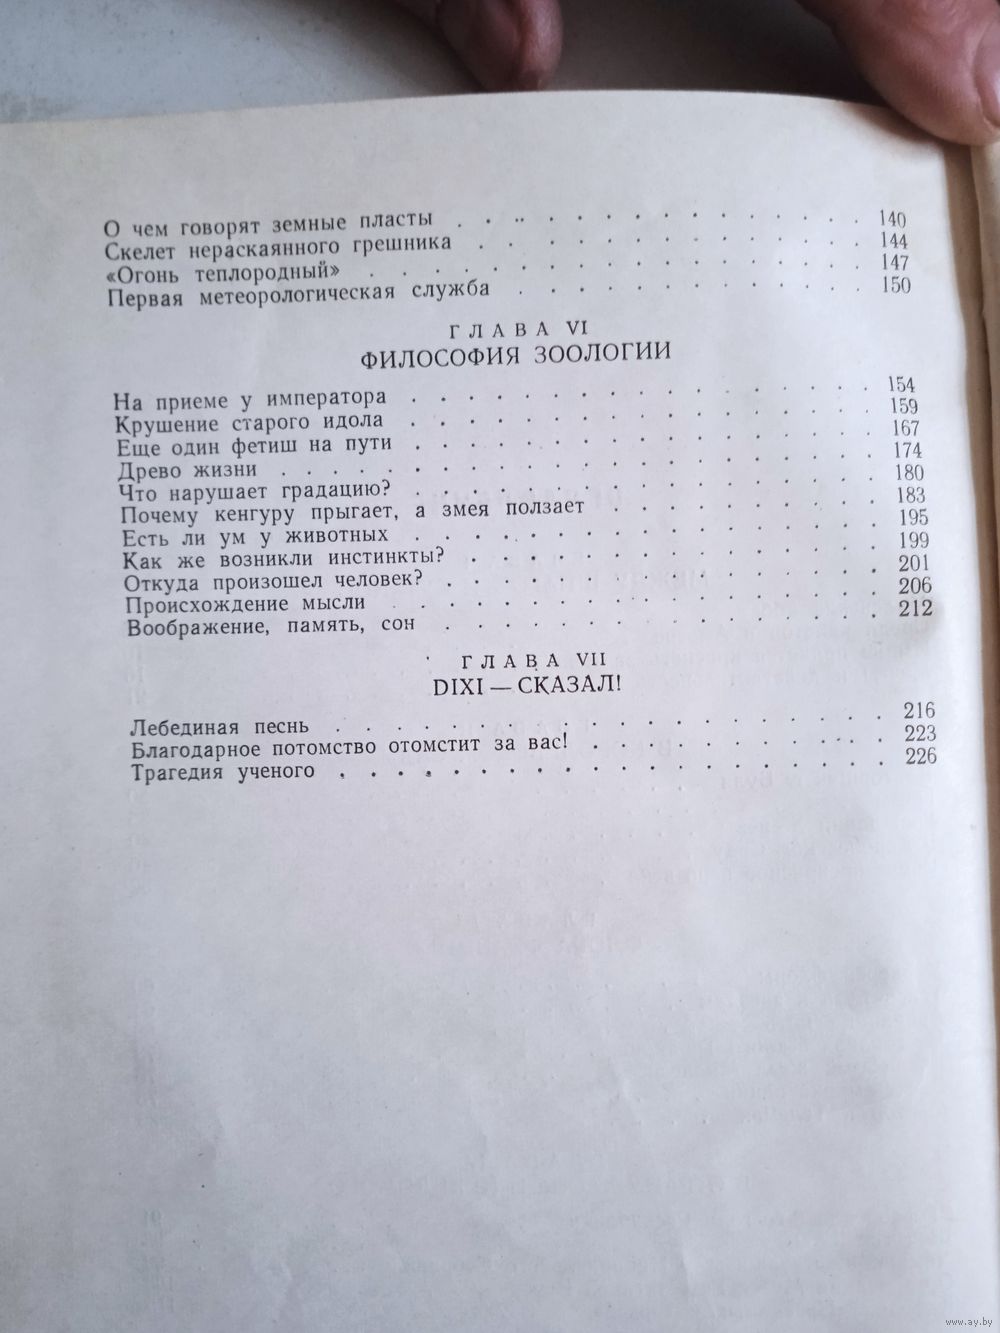 О чем говорят земные пласты . . . . . . . . . . . . . . 140
Скелет нераскаянного грешника . . . . . . . . . . . . . . 144
«Огонь теплородный» . . . . . . . . . . . . . . 147
Первая метеорологическая служба . . . . . . . . . . . . . 150
ГЛАВА VI
ФИЛОСОФИЯ ЗООЛОГИИ
На приеме у императора . . . . . . . . . . . . . . 154
Крушение старого идола . . . . . . . . . . . . . . 159
Еще один фетиш на пути . . . . . . . . . . . . . . 167
Древо жизни . . . . . . . . . . . . . . 174
Что нарушает градацию? . . . . . . . . . . . . . . 180
Почему кенгуру прыгает, а змея ползает . . . . . . . . . . 183
Есть ли ум у животных . . . . . . . . . . . . . . 195
Как же возникли инстинкты? . . . . . . . . . . . . . . 199
Откуда произошел человек? . . . . . . . . . . . . . . 201
Происхождение мысли . . . . . . . . . . . . . . 206
Воображение, память, сон . . . . . . . . . . . . . . 212
ГЛАВА VII
DIXI — СКАЗАЛ!
Лебединая песнь . . . . . . . . . . . . . . 216
Благодарное потомство отомстит за вас! . . . . . . . . . . . 223
Трагедия ученого . . . . . . . . . . . . . . 226
www.ay.by